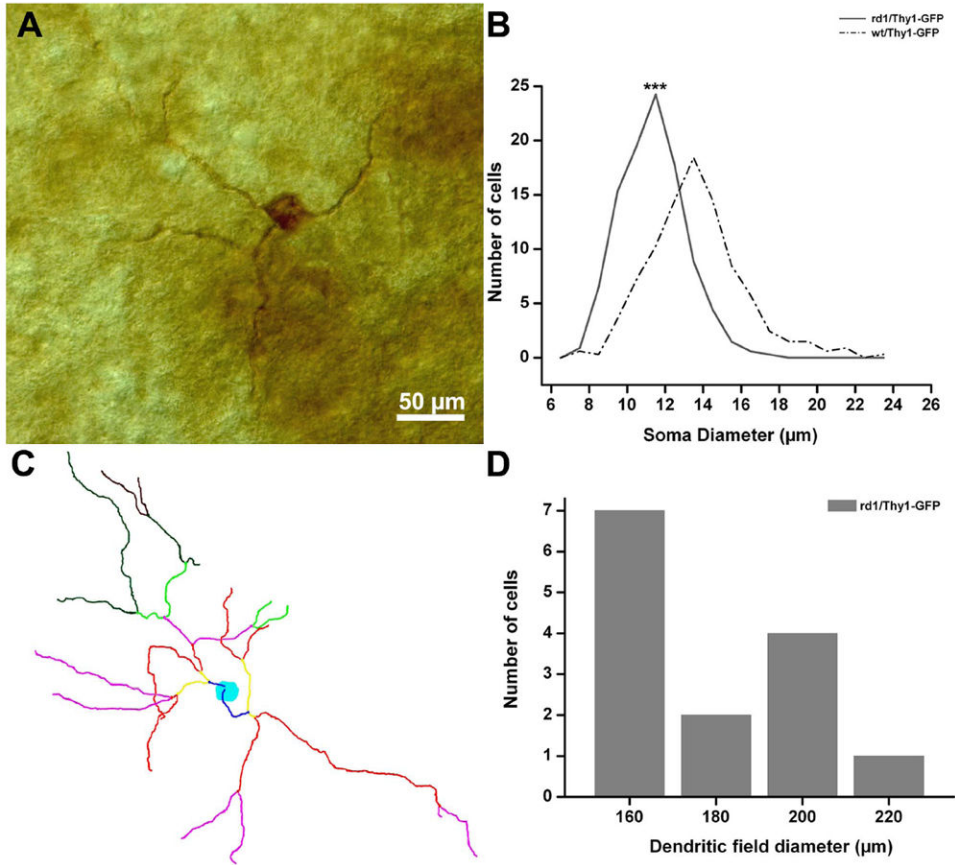 A
50 µm
B
rd1/Thy1-GFP
wt/Thy1-GFP
***
Number of cells
25
20
15
10
5
0
6 8 10 12 14 16 18 20 22 24 26
Soma Diameter (µm)
C
D
rd1/Thy1-GFP
Number of cells
7
6
5
4
3
2
1
0
160 180 200 220
Dendritic field diameter (µm)